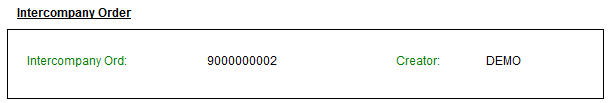 Intercompany Order
Intercompany Ord: 9000000002 Creator: DEMO